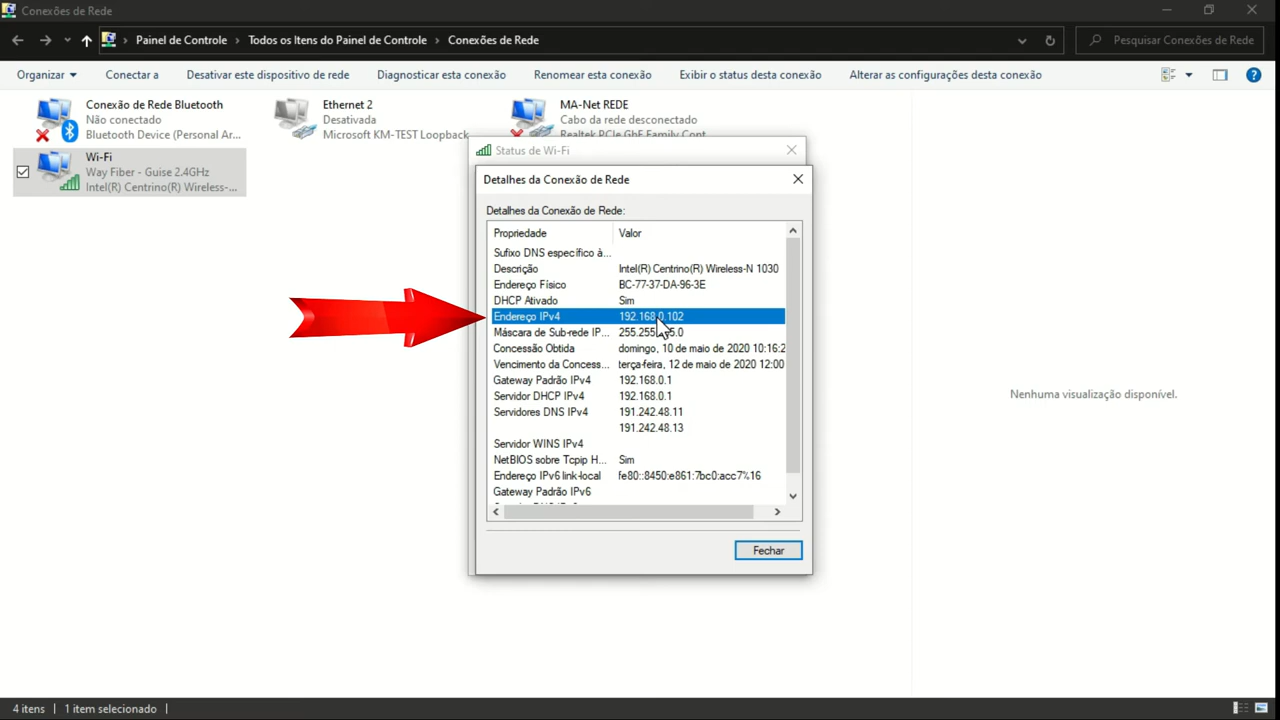 Conexões de Rede
Painel de Controle > Todos os Itens do Painel de Controle > Conexões de Rede
Pesquisar Conexões de Rede
Organizar Conectar a Desativar este dispositivo de rede Diagnosticar esta conexão Renomear esta conexão Exibir o status desta conexão Alterar as configurações desta conexão
Conexão de Rede Bluetooth
Não conectado
Bluetooth Device (Personal Ar...
Ethernet 2
Desativada
Microsoft KM-TEST Loopback
MA-Net REDE
Cabo da rede desconectado
Realtek PCIe GbE Family Cont
Wi-Fi
Way Fiber - Guise 2.4GHz
Intel(R) Centrino(R) Wireless-...
Status de Wi-Fi
Detalhes da Conexão de Rede
Detalhes da Conexão de Rede:
Propriedade Valor
Sufixo DNS específico à...
Descrição Intel(R) Centrino(R) Wireless-N 1030
Endereço Físico BC-77-37-DA-96-3E
DHCP Ativado Sim
Endereço IPv4 192.168.0.102
Máscara de Sub-rede IP... 255.255.
5.0
Concessão Obtida domingo, 10 de maio de 2020 10:16:2
Vencimento da Concess... terça-feira, 12 de maio de 2020 12:00
Gateway Padrão IPv4 192.168.0.1
Servidor DHCP IPv4 192.168.0.1
Servidores DNS IPv4 191.242.48.11
191.242.48.13
Servidor WINS IPv4
NetBIOS sobre Tcpip H... Sim
Endereço IPv6 link-local fe80::8450:e861:7bc0:acc7%16
Gateway Padrão IPv6
Fechar
Nenhuma visualização disponível.
4 itens 1 item selecionado